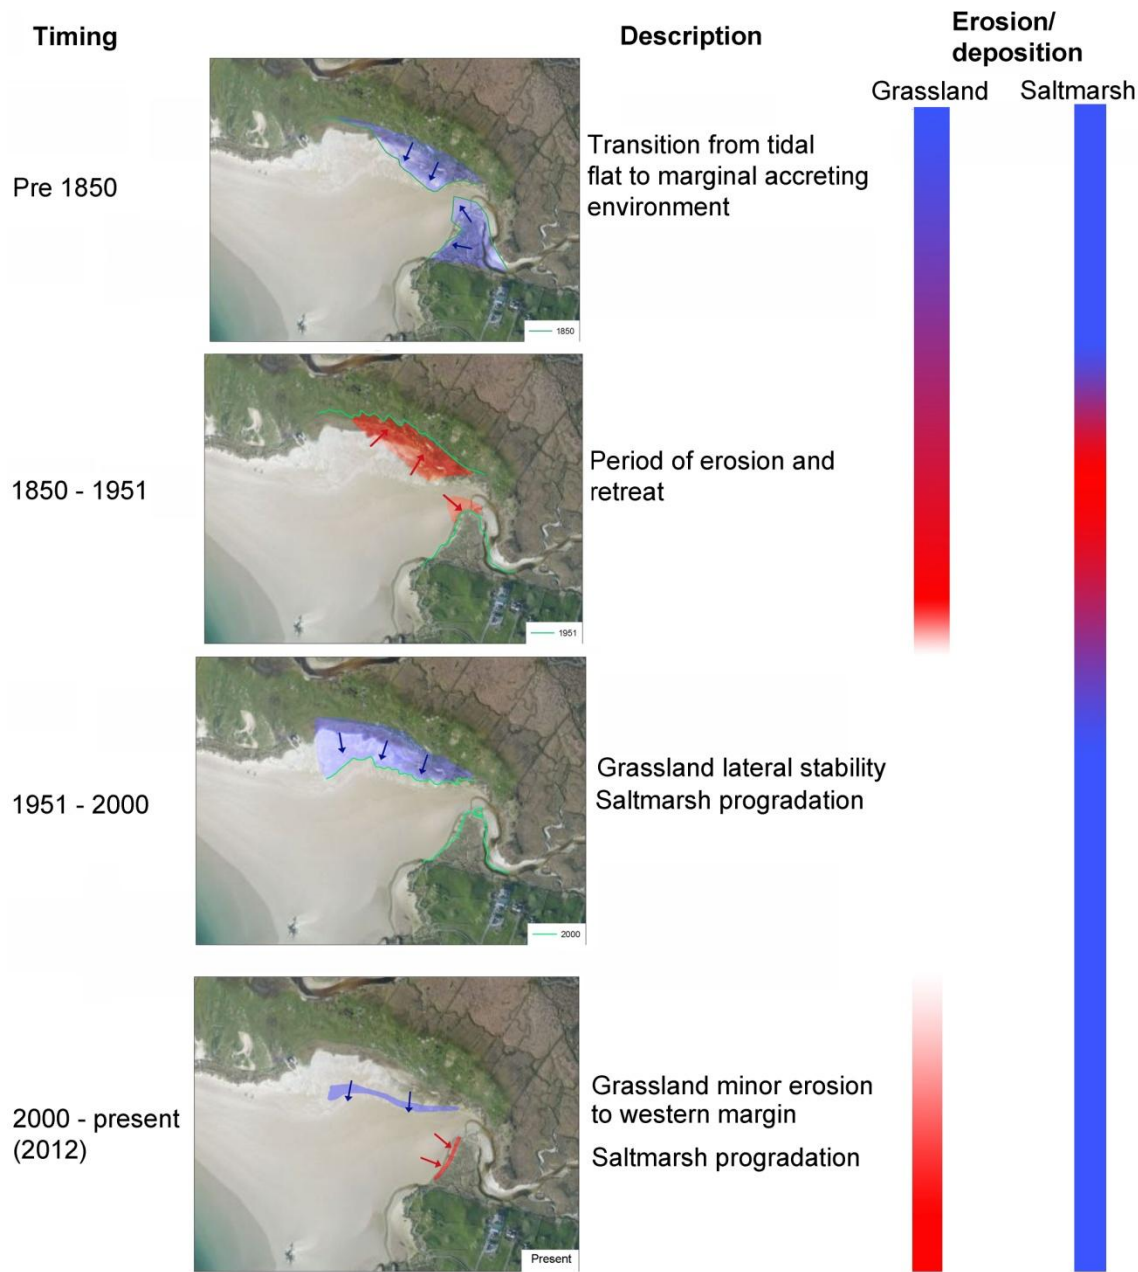 Timing
Description
Erosion/
deposition
Grassland
Saltmarsh
Pre 1850
Transition from tidal
flat to marginal accreting
environment
1850
1850 - 1951
Period of erosion and
retreat
1951
1951 - 2000
Grassland lateral stability
Saltmarsh progradation
2000
2000 - present
(2012)
Grassland minor erosion
to western margin
Saltmarsh progradation
Present